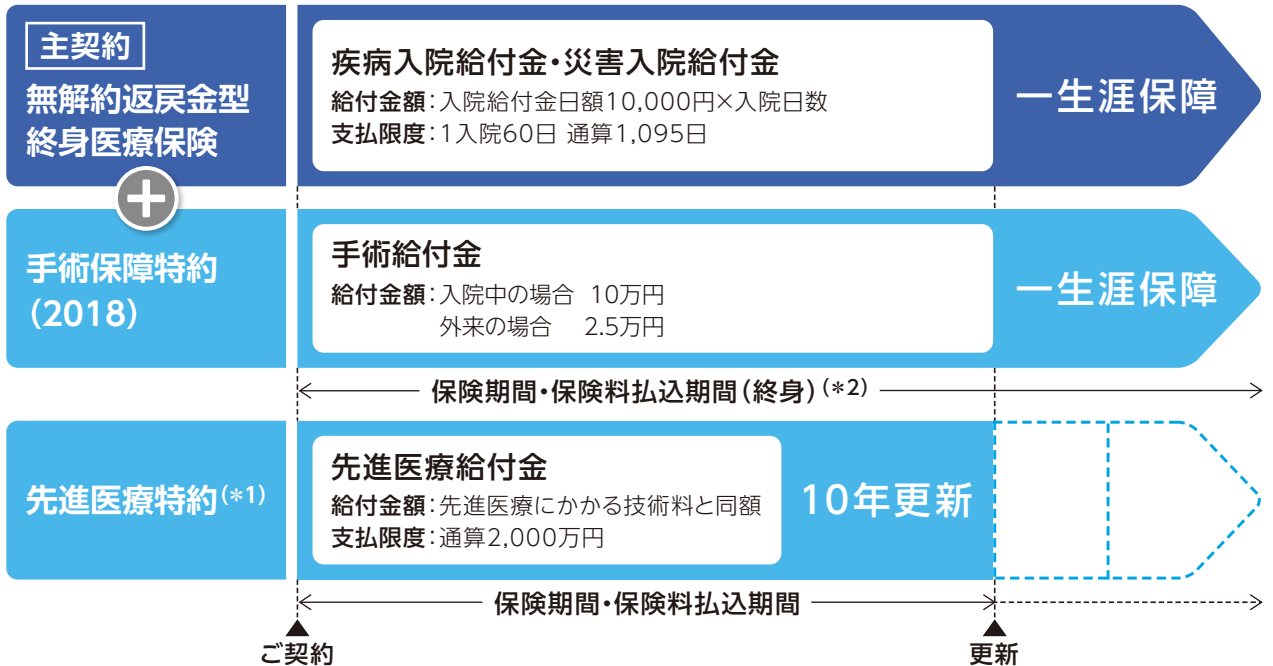 主契約
無解約返戻金型
終身医療保険
疾病入院給付金・災害入院給付金
給付金額：入院給付金日額10,000円×入院日数
支払限度：1入院60日 通算1,095日
一生涯保障
手術保障特約
（2018）
手術給付金
給付金額：入院中の場合 10万円
外来の場合 2.5万円
一生涯保障
保険期間・保険料払込期間（終身）（*2）
先進医療特約（*1）
先進医療給付金
給付金額：先進医療にかかる技術料と同額
支払限度：通算2,000万円
10年更新
保険期間・保険料払込期間
ご契約
更新